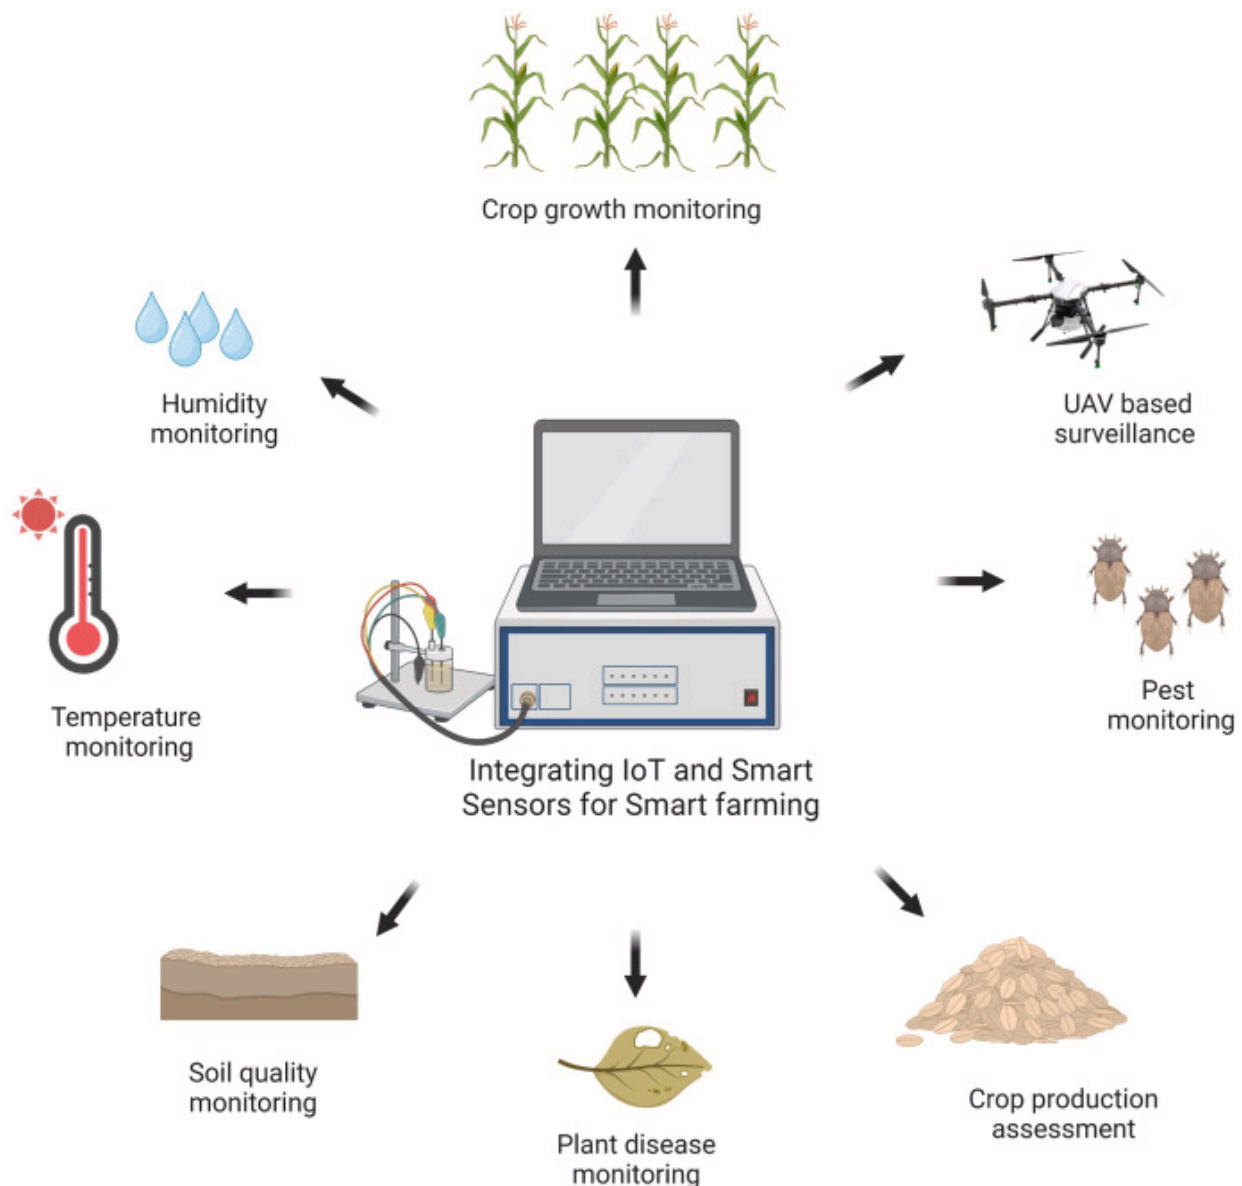 Crop growth monitoring
Humidity
monitoring
UAV based
surveillance
Temperature
monitoring
Pest
monitoring
Integrating IoT and Smart
Sensors for Smart farming
Soil quality
monitoring
Plant disease
monitoring
Crop production
assessment